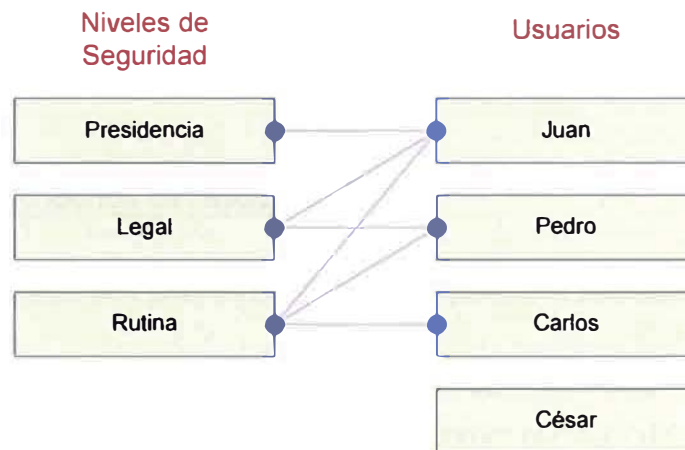 Niveles de
Seguridad
Usuarios
Presidencia
Juan
Legal
Pedro
Rutina
Carlos
César